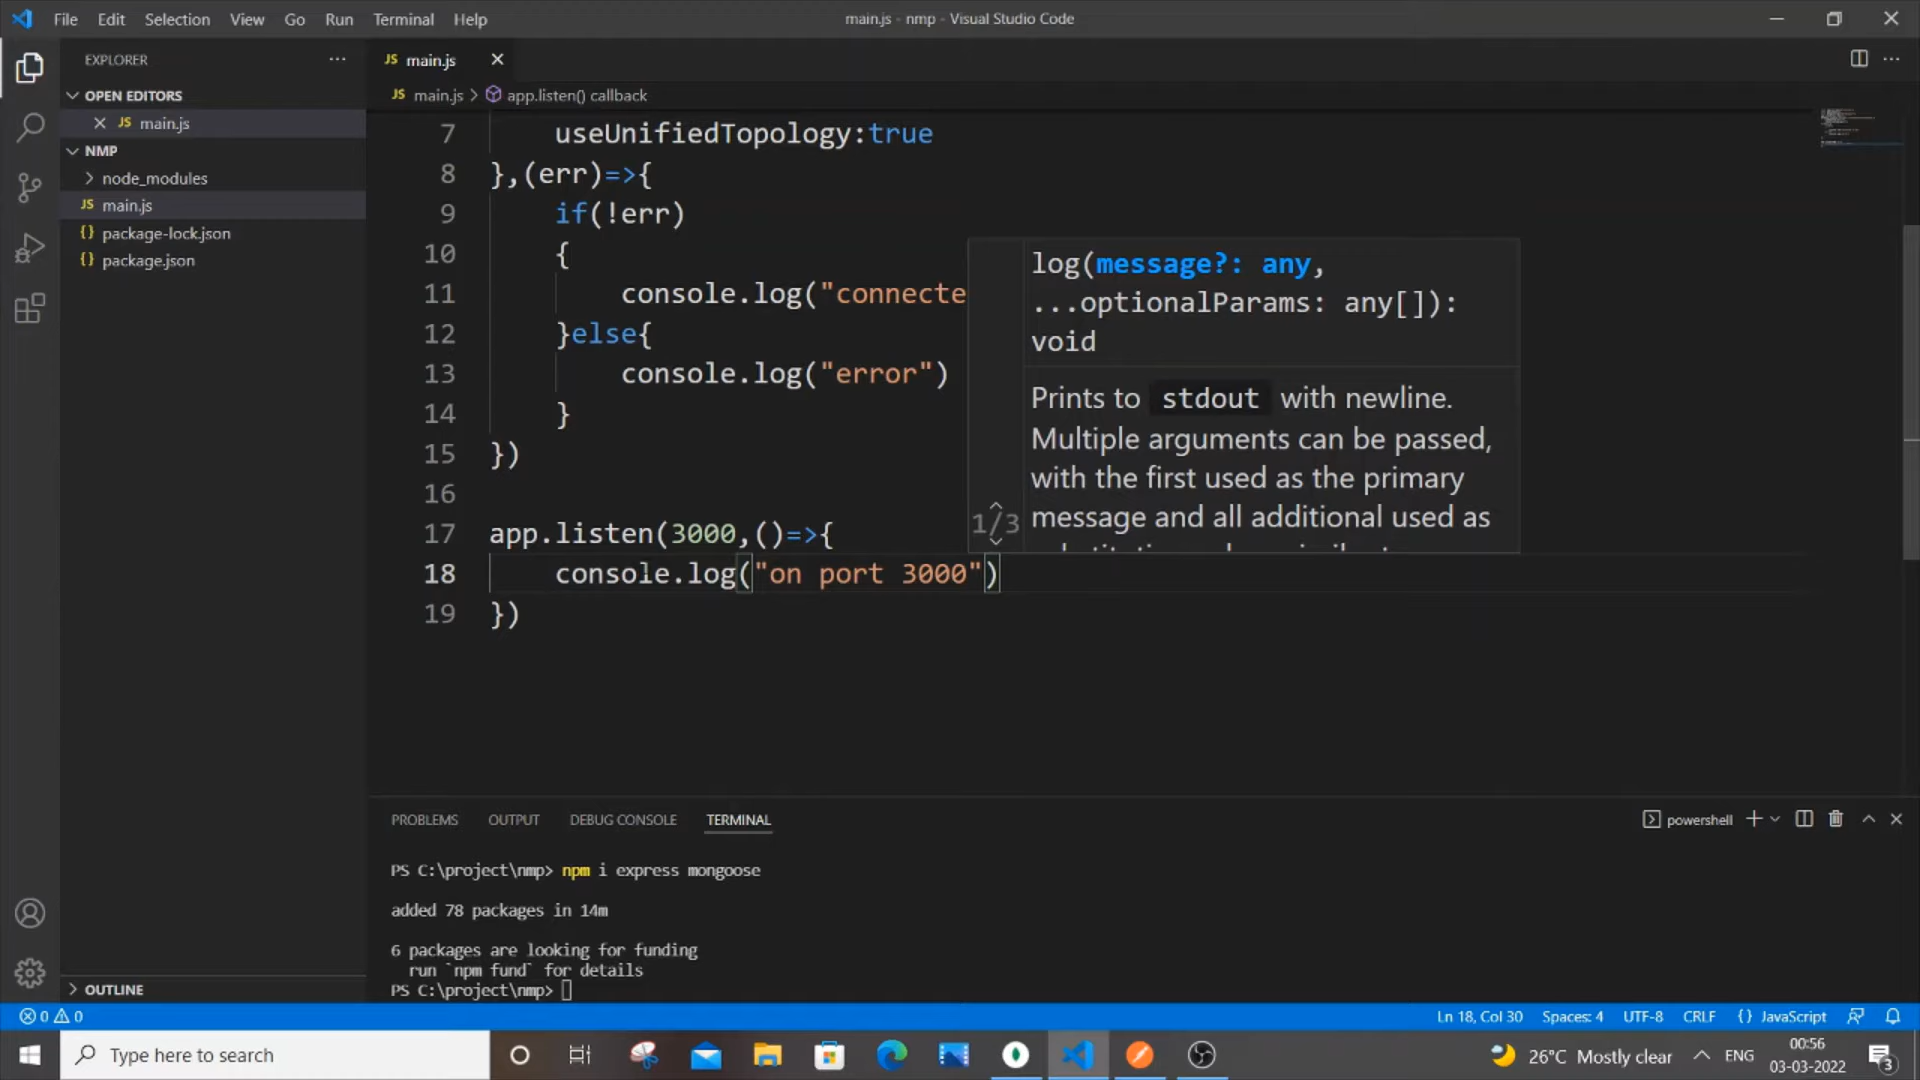 File Edit Selection View Go Run Terminal Help
main.js - nmp - Visual Studio Code
EXPLORER
OPEN EDITORS
JS main.js
NMP
node_modules
JS main.js
{} package-lock.json
{} package.json
OUTLINE
JS main.js
JS main.js > app.listen() callback
7 useUnifiedTopology:true
8 },(err)=>{
9 if(!err)
10 {
11 console.log("connecte
12 }else{
13 console.log("error")
14 }
15 })
16
17 app.listen(3000,()=>{
18 console.log("on port 3000")
19 })
log(message?: any,
...optionalParams: any[]):
void
Prints to stdout with newline.
Multiple arguments can be passed,
with the first used as the primary
1/3 message and all additional used as
PROBLEMS OUTPUT DEBUG CONSOLE TERMINAL
powershell
PS C:\project\nmp> npm i express mongoose
added 78 packages in 14m
6 packages are looking for funding
run `npm fund` for details
PS C:\project\nmp>
0 0
Ln 18, Col 30 Spaces: 4 UTF-8 CRLF {} JavaScript
Type here to search
26°C Mostly clear
ENG
00:56
03-03-2022
3